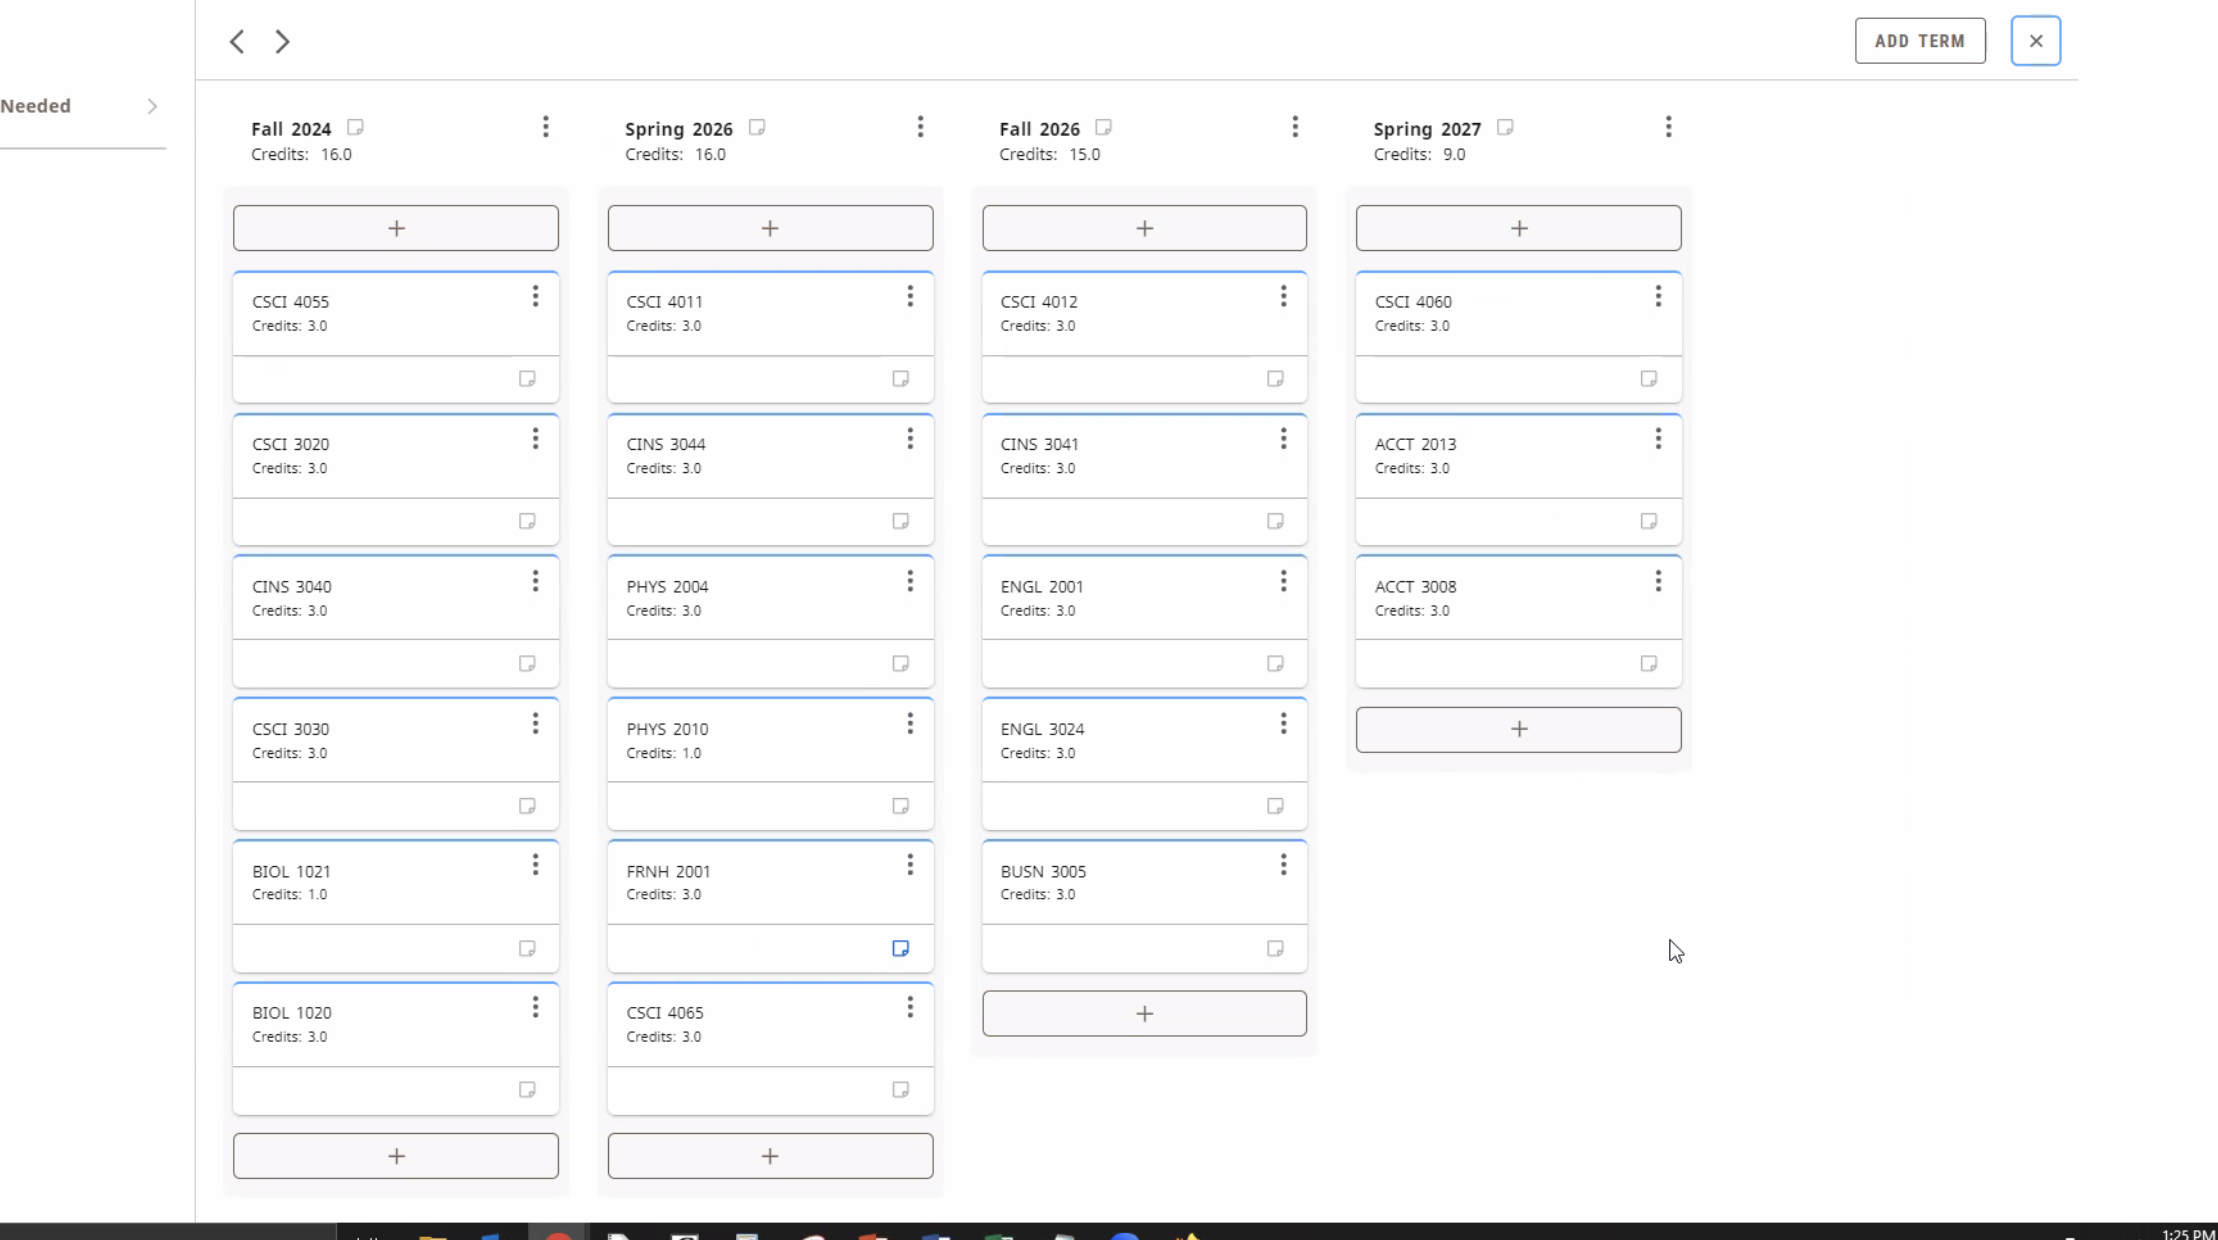 ADD TERM
Needed
Fall 2024
Credits: 16.0
CSCI 4055
Credits: 3.0
CSCI 3020
Credits: 3.0
CINS 3040
Credits: 3.0
CSCI 3030
Credits: 3.0
BIOL 1021
Credits: 1.0
BIOL 1020
Credits: 3.0
Spring 2026
Credits: 16.0
CSCI 4011
Credits: 3.0
CINS 3044
Credits: 3.0
PHYS 2004
Credits: 3.0
PHYS 2010
Credits: 1.0
FRNH 2001
Credits: 3.0
CSCI 4065
Credits: 3.0
Fall 2026
Credits: 15.0
CSCI 4012
Credits: 3.0
CINS 3041
Credits: 3.0
ENGL 2001
Credits: 3.0
ENGL 3024
Credits: 3.0
BUSN 3005
Credits: 3.0
Spring 2027
Credits: 9.0
CSCI 4060
Credits: 3.0
ACCT 2013
Credits: 3.0
ACCT 3008
Credits: 3.0
1:25 PM